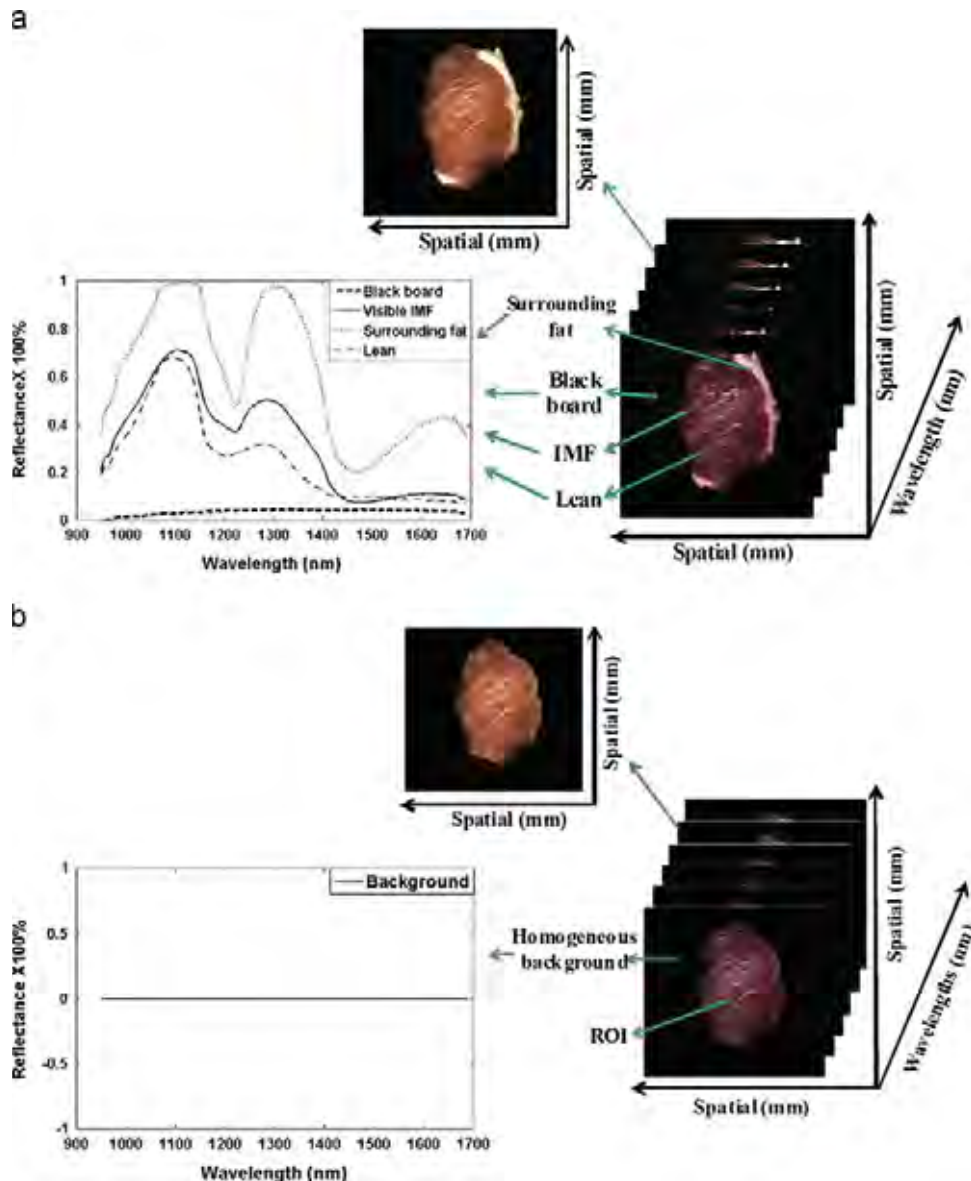 a
Spatial (mm)
Spatial (mm)
1
0.8
0.6
0.4
0.2
0
ReflectanceX 100%
Black board
Visible IMF
Surrounding fat
Lean
900 1000 1100 1200 1300 1400 1500 1600 1700
Wavelength (nm)
Surrounding
fat
Black
board
IMF
Lean
Spatial (mm)
Wavelength (nm)
Spatial (mm)
b
Spatial (mm)
Spatial (mm)
1
0.5
0
-0.5
-1
Reflectance X100%
Background
900 1000 1100 1200 1300 1400 1500 1600 1700
Wavelength (nm)
Homogeneous
background
ROI
Spatial (mm)
Wavelengths (nm)
Spatial (mm)